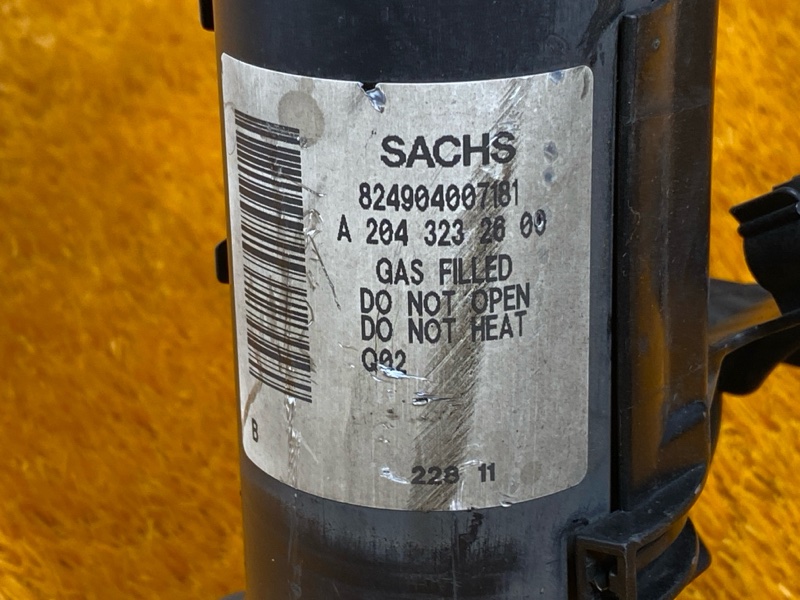 SACHS
824904007181
A 204 323 26 00
GAS FILLED
DO NOT OPEN
DO NOT HEAT
Q02
B
228 11